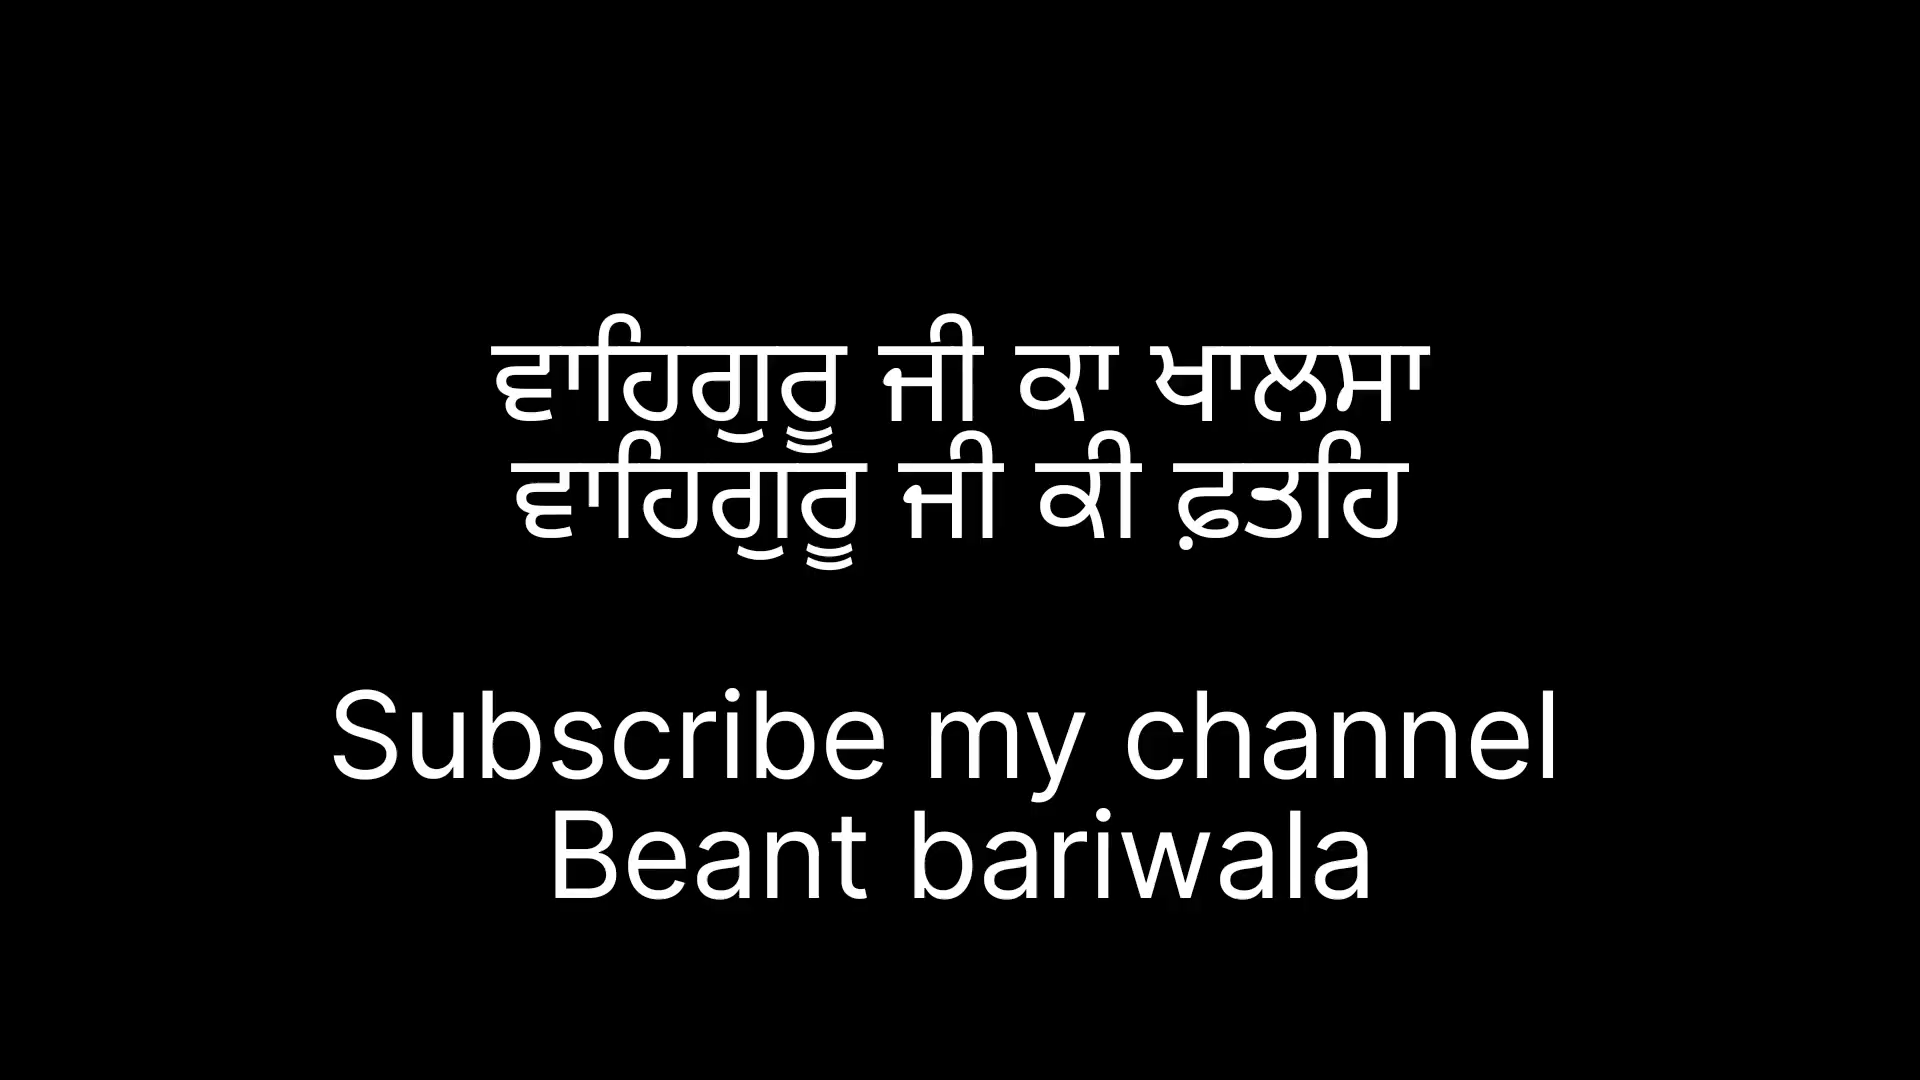 ਵਾਹਿਗੁਰੂ ਜੀ ਕਾ ਖਾਲਸਾ
ਵਾਹਿਗੁਰੂ ਜੀ ਕੀ ਫ਼ਤਹਿ
Subscribe my channel
Beant bariwala